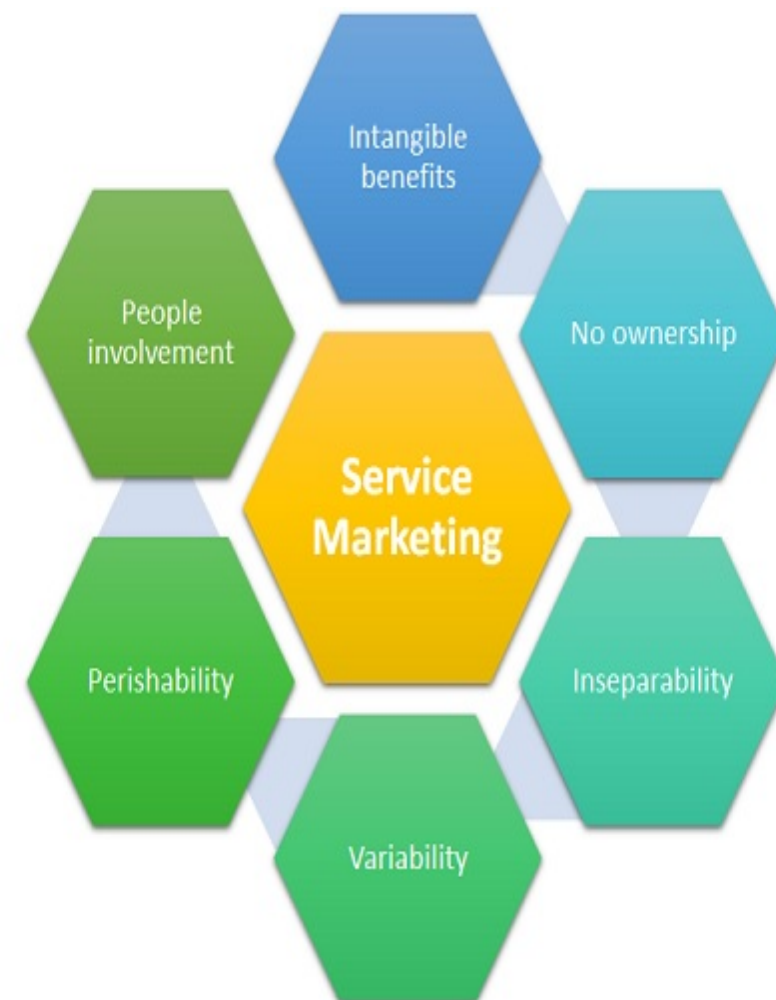 Intangible
benefits
No ownership
Inseparability
Variability
Perishability
People
involvement
Service
Marketing